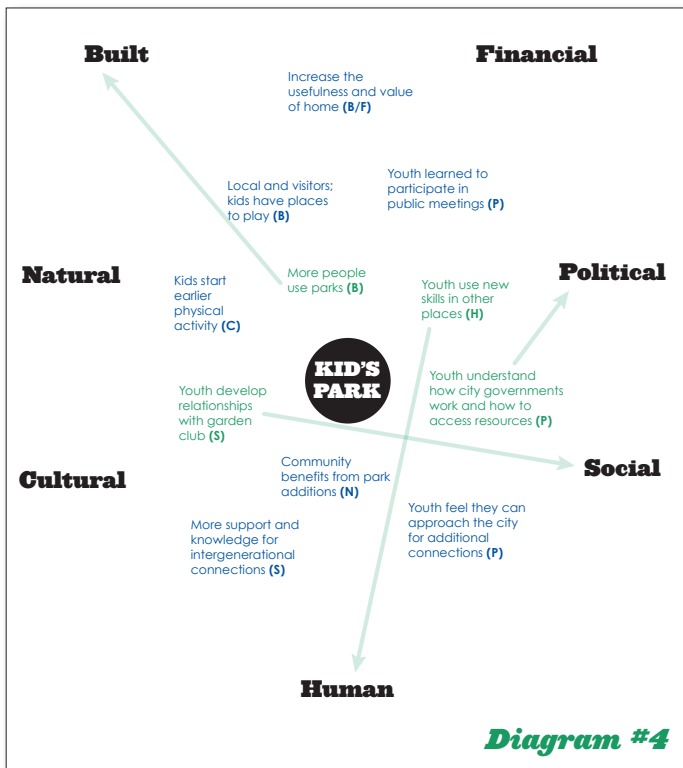 Built
Financial
Increase the
usefulness and value
of home (B/F)
Local and visitors;
kids have places
to play (B)
Youth learned to
participate in
public meetings (P)
Natural
Political
Kids start
earlier
physical
activity (C)
More people
use parks (B)
Youth use new
skills in other
places (H)
KID'S
PARK
Youth develop
relationships
with garden
club (S)
Youth understand
how city governments
work and how to
access resources (P)
Cultural
Social
Community
benefits from park
additions (N)
More support and
knowledge for
intergenerational
connections (S)
Youth feel they can
approach the city
for additional
connections (P)
Human
Diagram #4